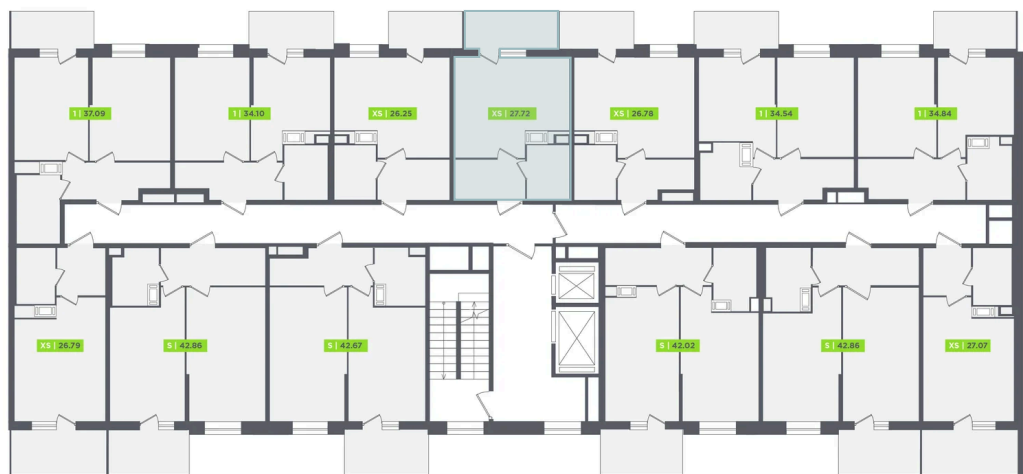 1 | 37.09
1 | 34.10
XS | 26.25
XS | 27.72
XS | 26.78
1 | 34.54
1 | 34.84
XS | 26.79
S | 42.86
S | 42.67
S | 42.02
S | 42.86
XS | 27.07